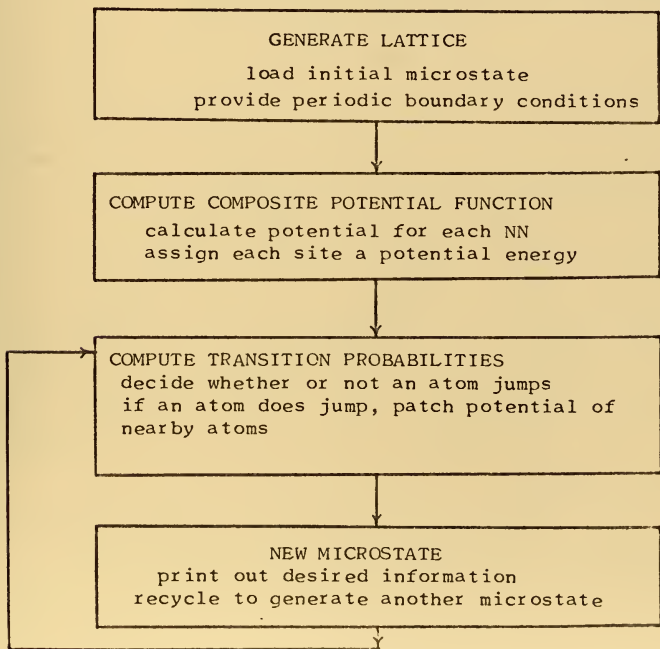 GENERATE LATTICE
load initial microstate
provide periodic boundary conditions
COMPUTE COMPOSITE POTENTIAL FUNCTION
calculate potential for each NN
assign each site a potential energy
COMPUTE TRANSITION PROBABILITIES
decide whether or not an atom jumps
if an atom does jump, patch potential of
nearby atoms
NEW MICROSTATE
print out desired information
recycle to generate another microstate